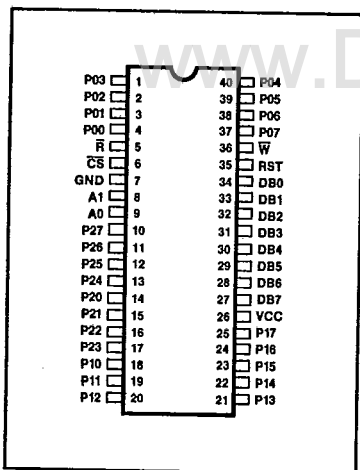 www.D
P03 1 40 P04
P02 2 39 P05
P01 3 38 P06
P00 4 37 P07
R̅ 5 36 W̅
C̅S̅ 6 35 RST
GND 7 34 DB0
A1 8 33 DB1
A0 9 32 DB2
P27 10 31 DB3
P26 11 30 DB4
P25 12 29 DB5
P24 13 28 DB6
P20 14 27 DB7
P21 15 26 VCC
P22 16 25 P17
P23 17 24 P16
P10 18 23 P15
P11 19 22 P14
P12 20 21 P13